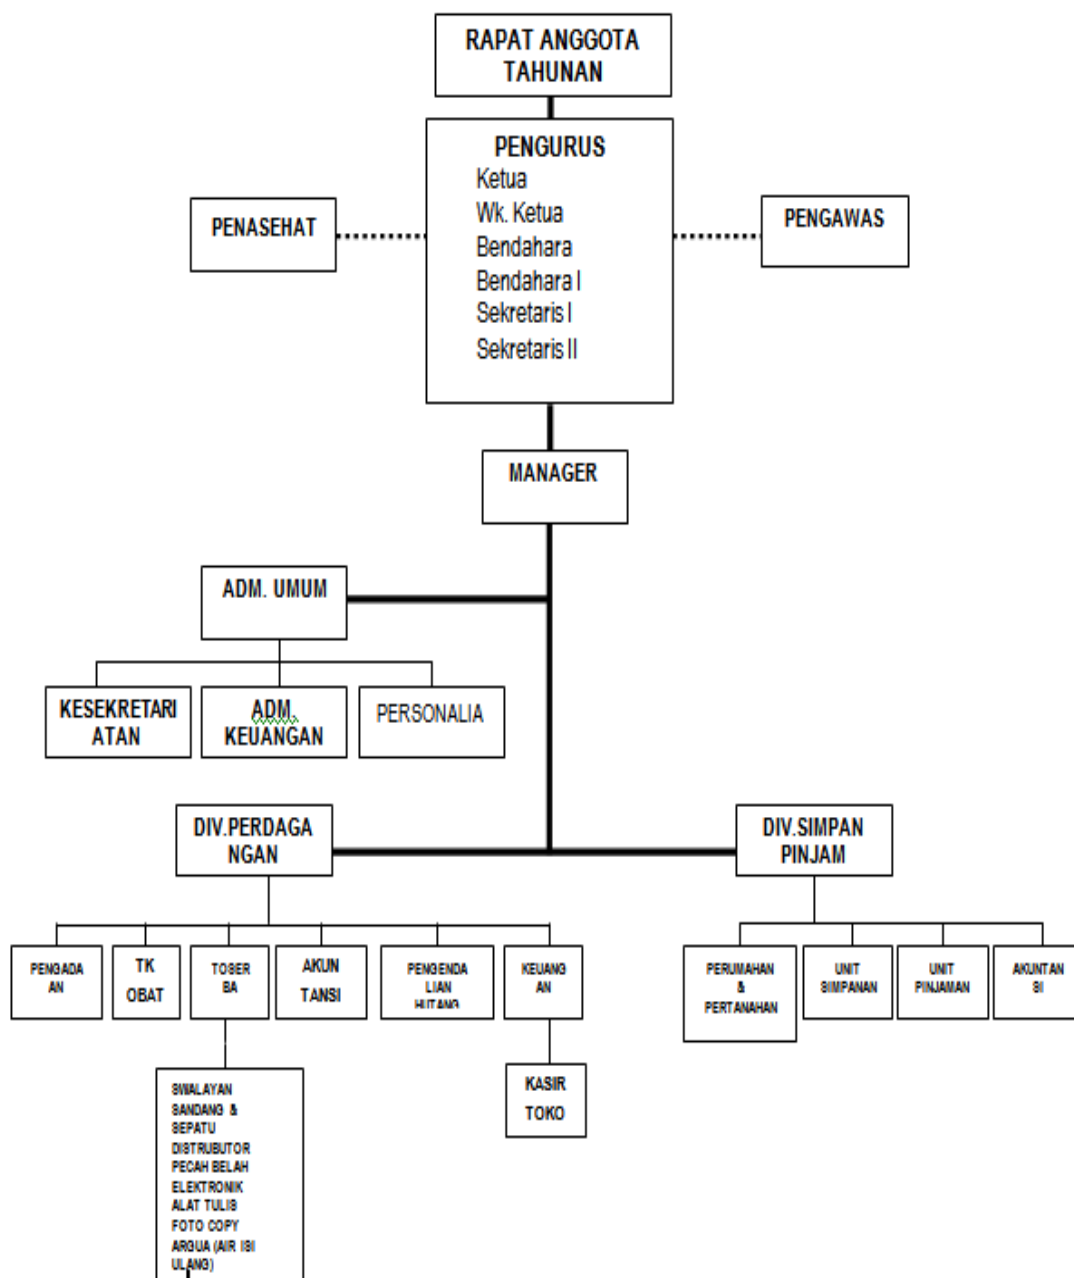 RAPAT ANGGOTA
TAHUNAN
PENGURUS
Ketua
Wk. Ketua
Bendahara
Bendahara I
Sekretaris I
Sekretaris II
PENASEHAT
PENGAWAS
MANAGER
ADM. UMUM
KESEKRETARI
ATAN
ADM.
KEUANGAN
PERSONALIA
DIV.PERDAGA
NGAN
DIV.SIMPAN
PINJAM
PENGADA
AN
TK
OBAT
TOSER
BA
AKUN
TANSI
PENGENDA
LIAN
HUTANG
KEUANG
AN
PERUMAHAN
&
PERTANAHAN
UNIT
SIMPANAN
UNIT
PINJAMAN
AKUNTAN
SI
SWALAYAN
SANDANG &
SEPATU
DISTRUBUTOR
PECAH BELAH
ELEKTRONIK
ALAT TULIS
FOTO COPY
ARGUA (AIR ISI
ULANG)
KASIR
TOKO